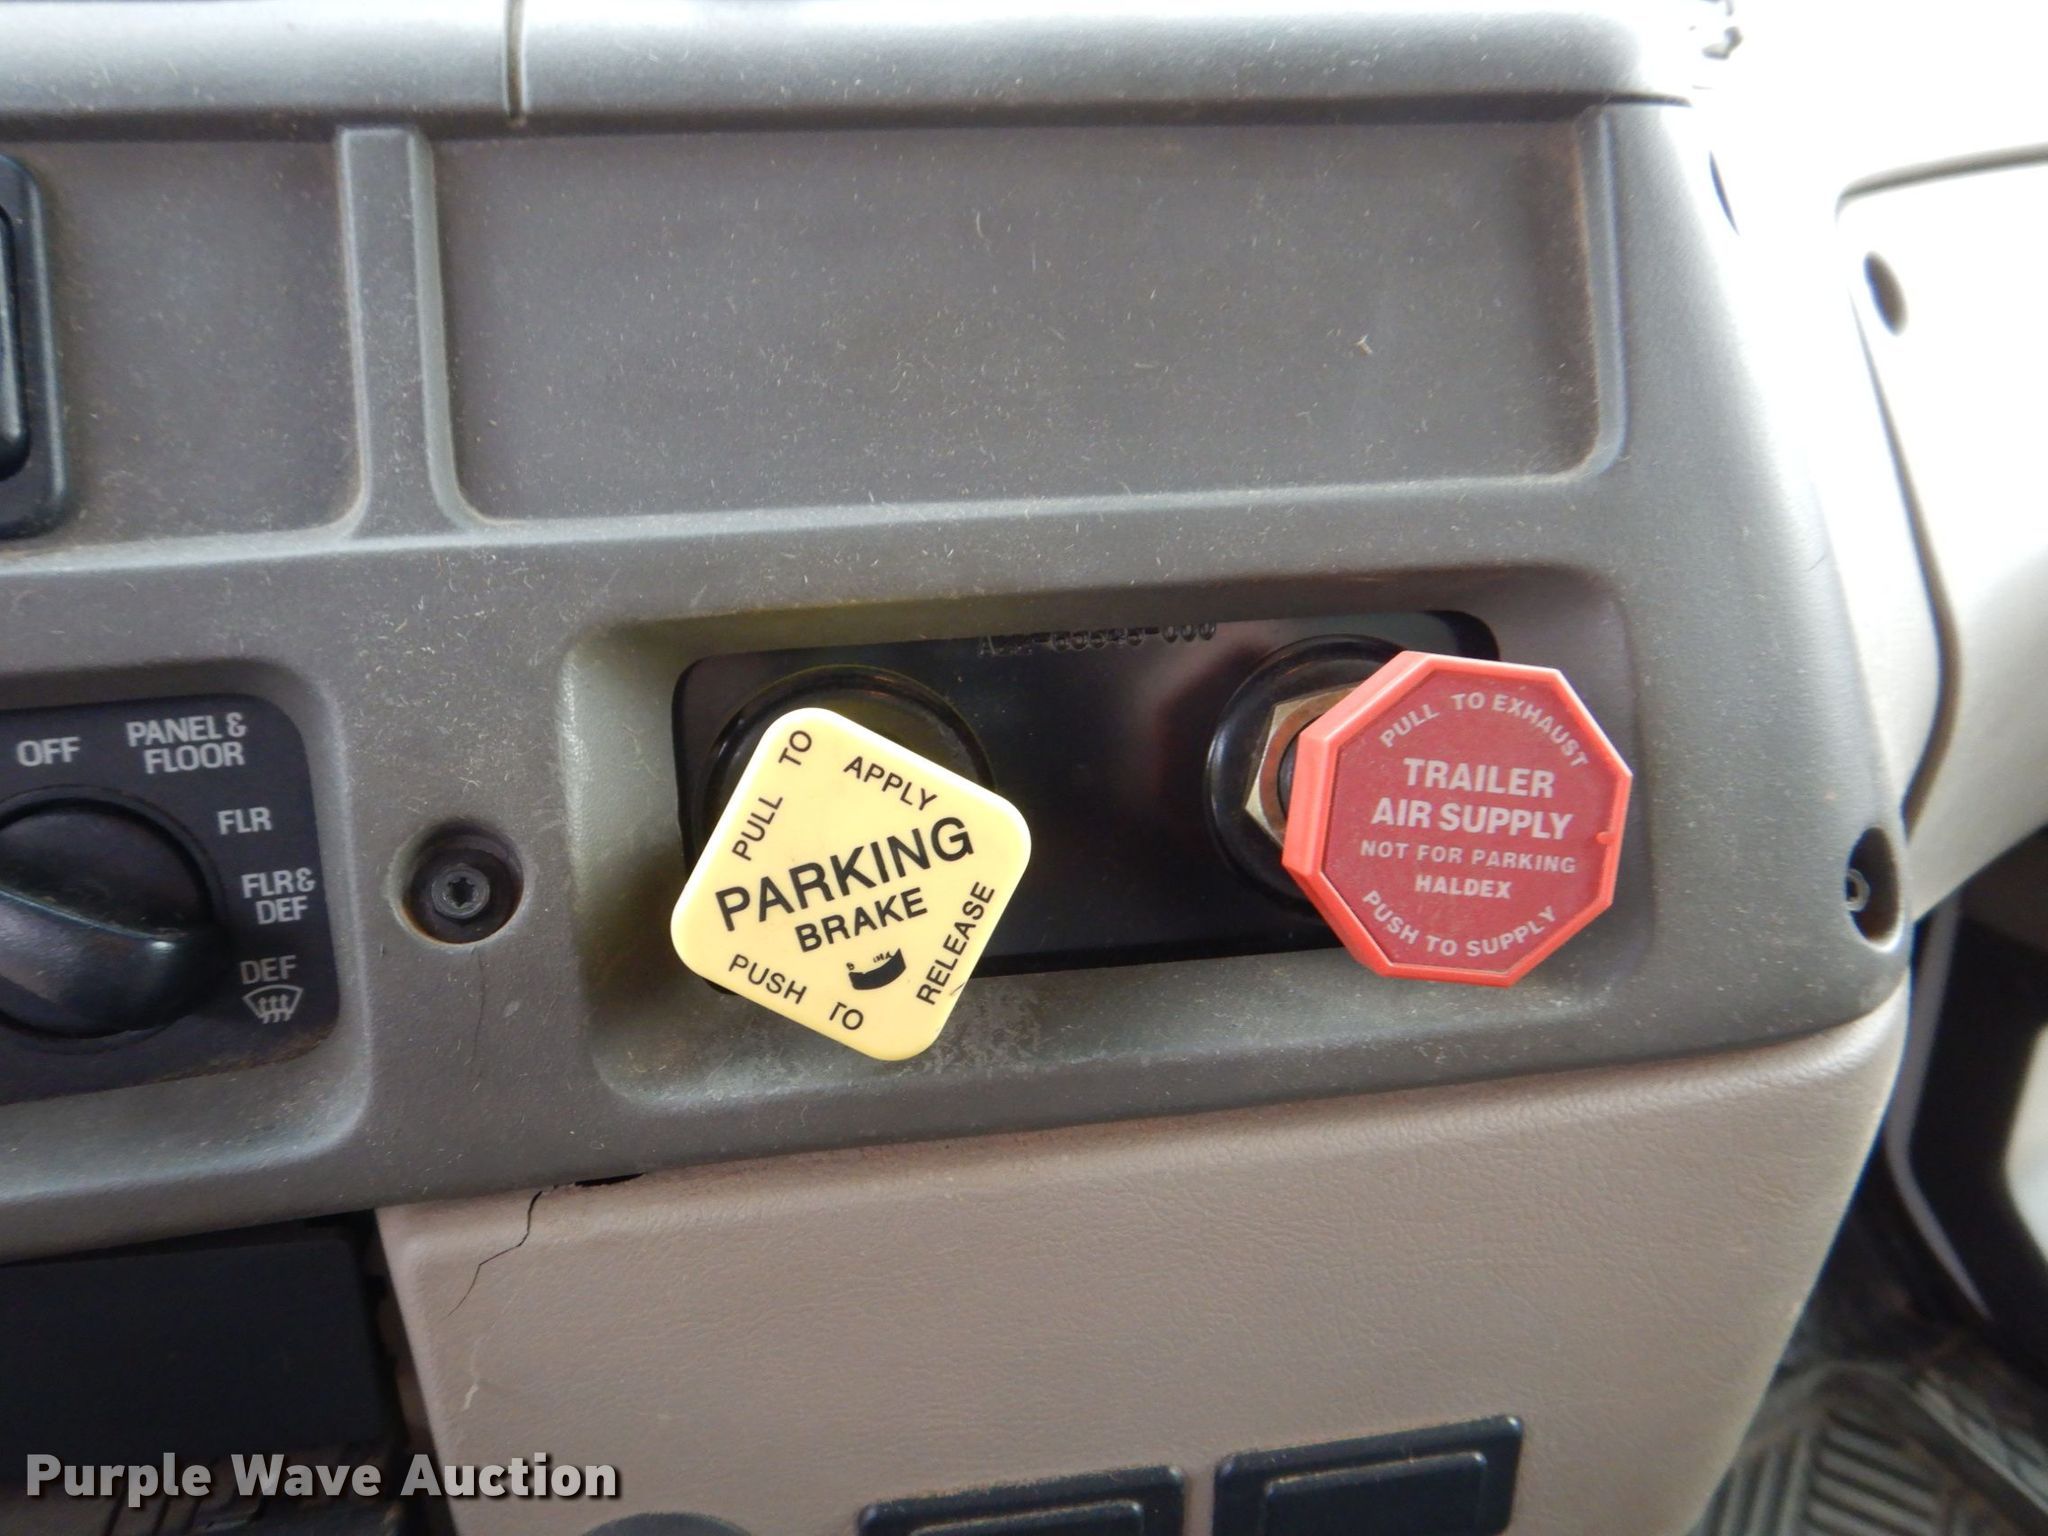 OFF
PANEL &
FLOOR
FLR
FLR&
DEF
DEF
PULL TO APPLY
PARKING
BRAKE
PUSH TO RELEASE
PULL TO EXHAUST
TRAILER
AIR SUPPLY
NOT FOR PARKING
HALDEX
PUSH TO SUPPLY
Purple Wave Auction